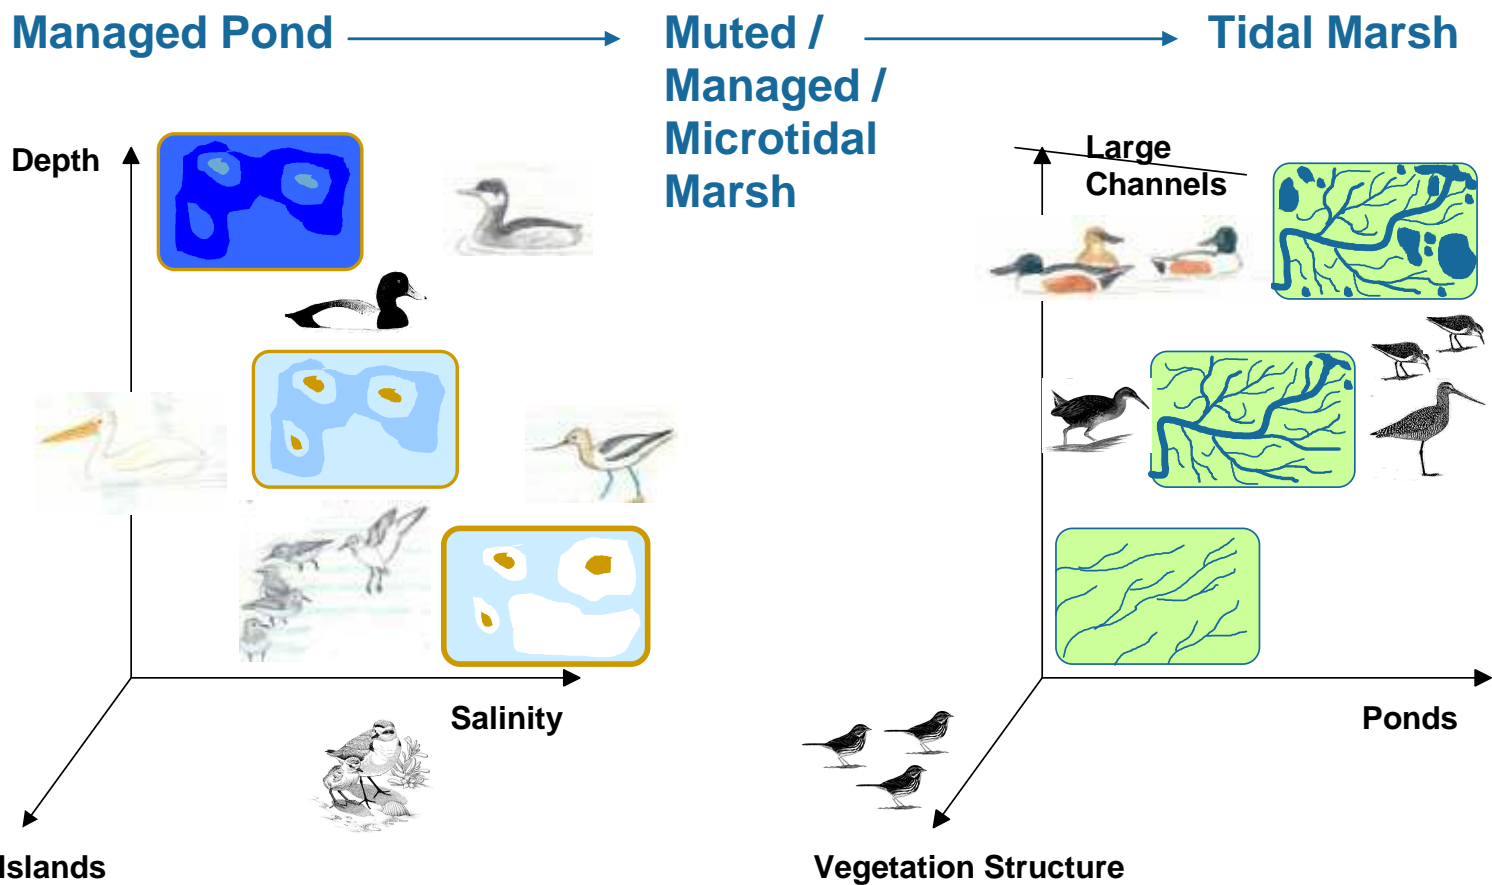 Managed Pond
Muted /
Managed /
Microtidal
Marsh
Tidal Marsh
Depth
Large
Channels
Salinity
Ponds
Islands
Vegetation Structure